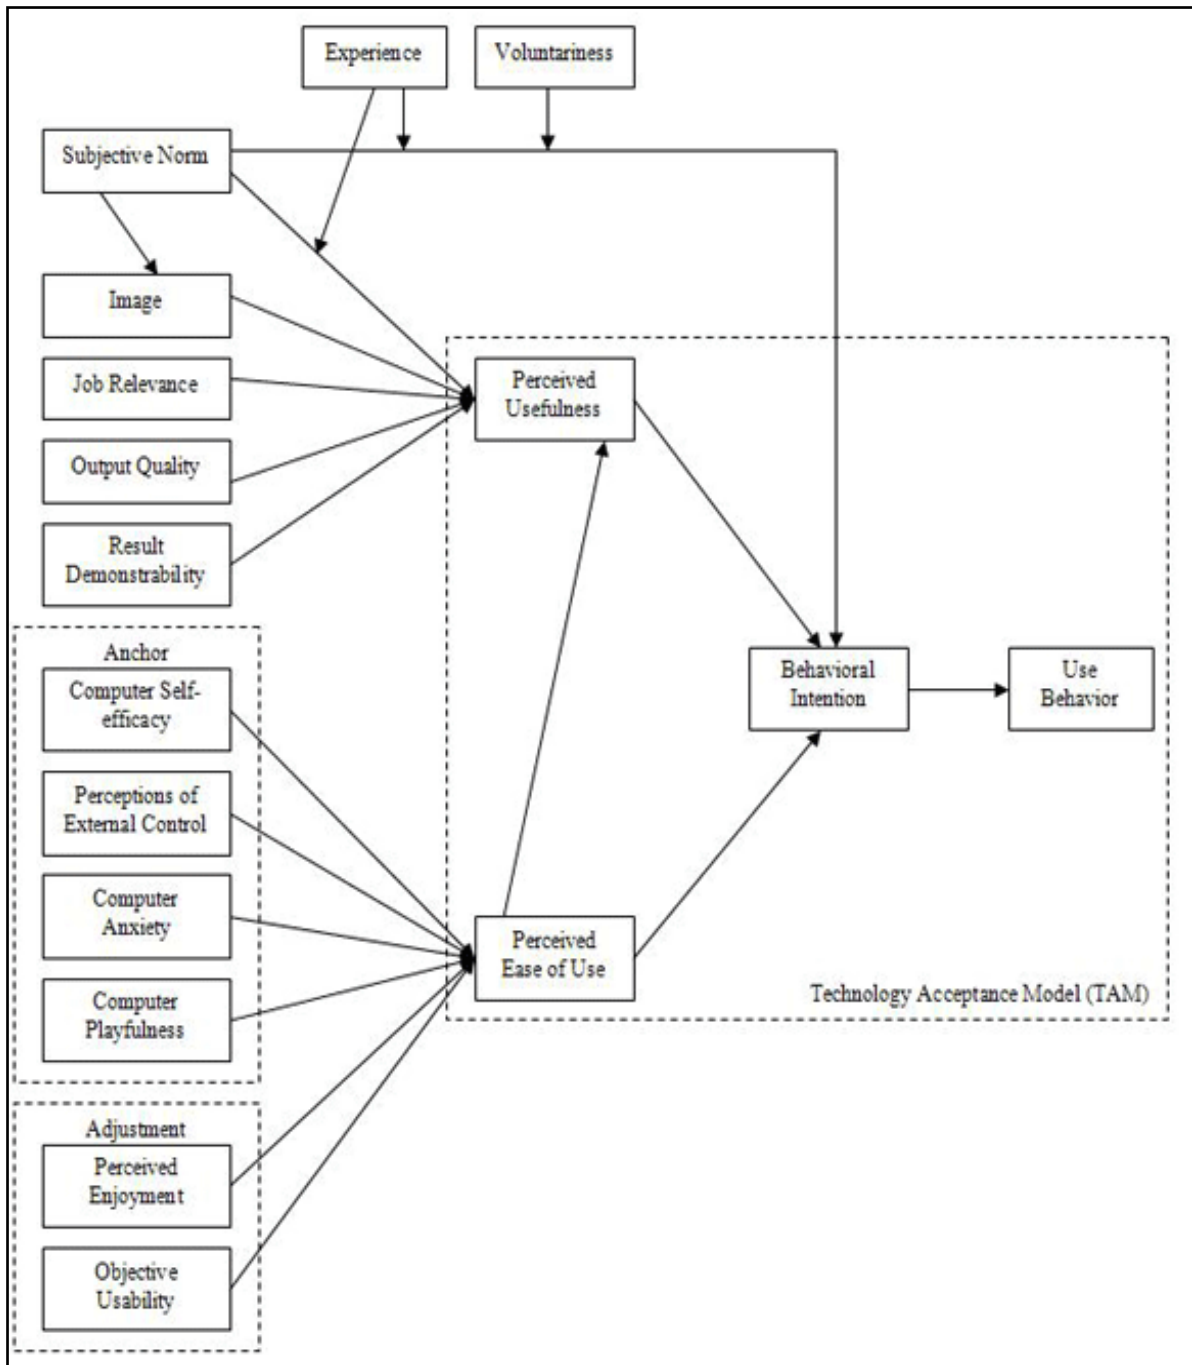 Experience
Voluntariness
Subjective Norm
Image
Job Relevance
Output Quality
Result
Demonstrability
Perceived
Usefulness
Anchor
Computer Self-
efficacy
Perceptions of
External Control
Computer
Anxiety
Computer
Playfulness
Behavioral
Intention
Use
Behavior
Perceived
Ease of Use
Technology Acceptance Model (TAM)
Adjustment
Perceived
Enjoyment
Objective
Usability